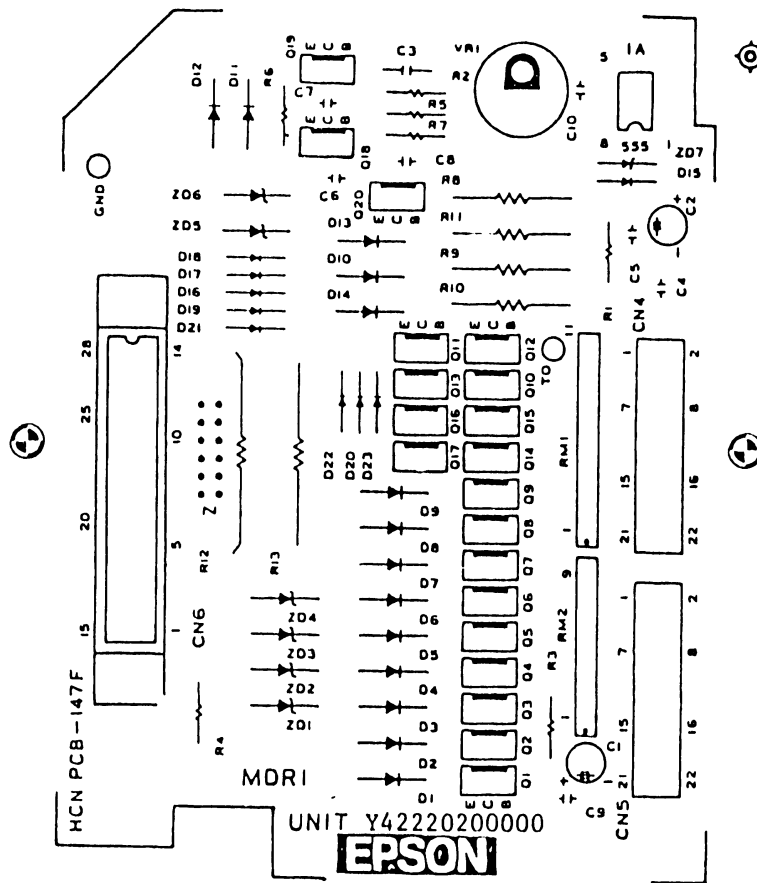 D12
D11
R6
Q19
E C B
C7
C3
R2
R5
R7
VR1
C10
5
1A
8
555
1
ZD7
D15
GND
Q18
E C B
C6
C8
Q20
E C B
ZD6
ZD5
D18
D17
D16
D19
D21
D13
D10
D14
R8
R11
R9
R10
C2
+
-
C5
C4
R1
CN4
E C B
E C B
Q11
Q12
Q13
Q10
Q16
Q15
Q17
Q14
TO
11
RM1
1
1
2
7
8
15
16
21
22
28
14
25
10
20
5
15
1
Z
R12
CN6
R13
D22
D20
D23
Q9
Q8
Q7
Q6
Q5
Q4
Q3
Q2
Q1
E C B
D9
D8
D7
D6
D5
D4
D3
D2
D1
ZD4
ZD3
ZD2
ZD1
R4
R3
9
RM2
1
C1
+
-
C9
CN5
1
2
7
8
15
16
21
22
HCN PCB-147F
MDRI
UNIT Y42220200000
EPSON